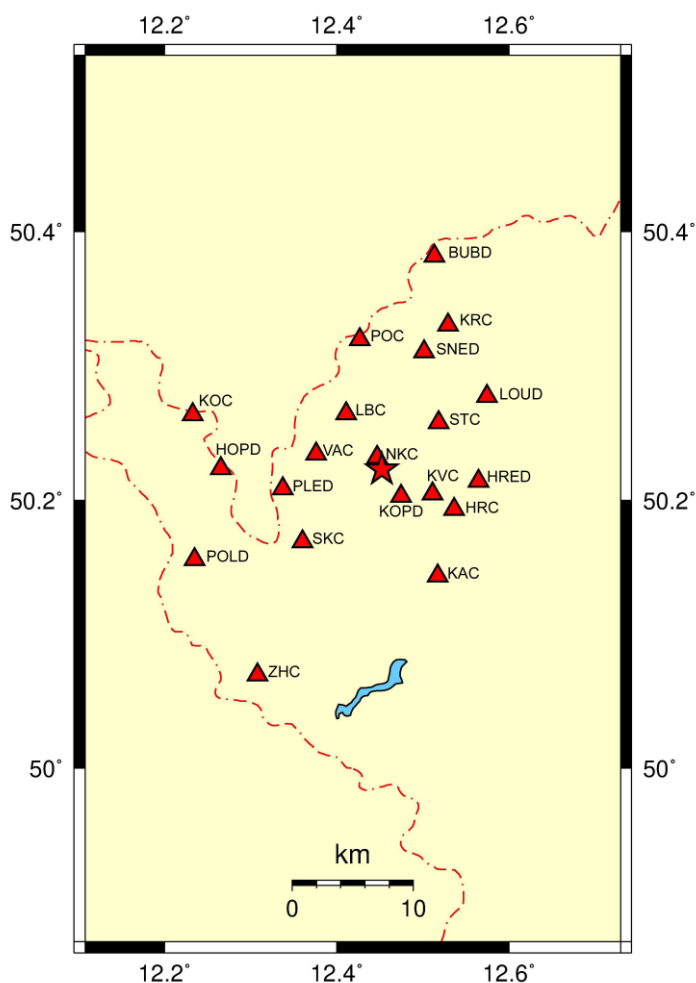 12.2˚ 12.4˚ 12.6˚
50.4˚ 50.4˚
BUBD
KRC
POC
SNED
LOUD
KOC
LBC
STC
HOPD
VAC
NKC
KVC
HRED
PLED
50.2˚ 50.2˚
KOPD
HRC
SKC
POLD
KAC
ZHC
50˚ 50˚
km
0 10
12.2˚ 12.4˚ 12.6˚